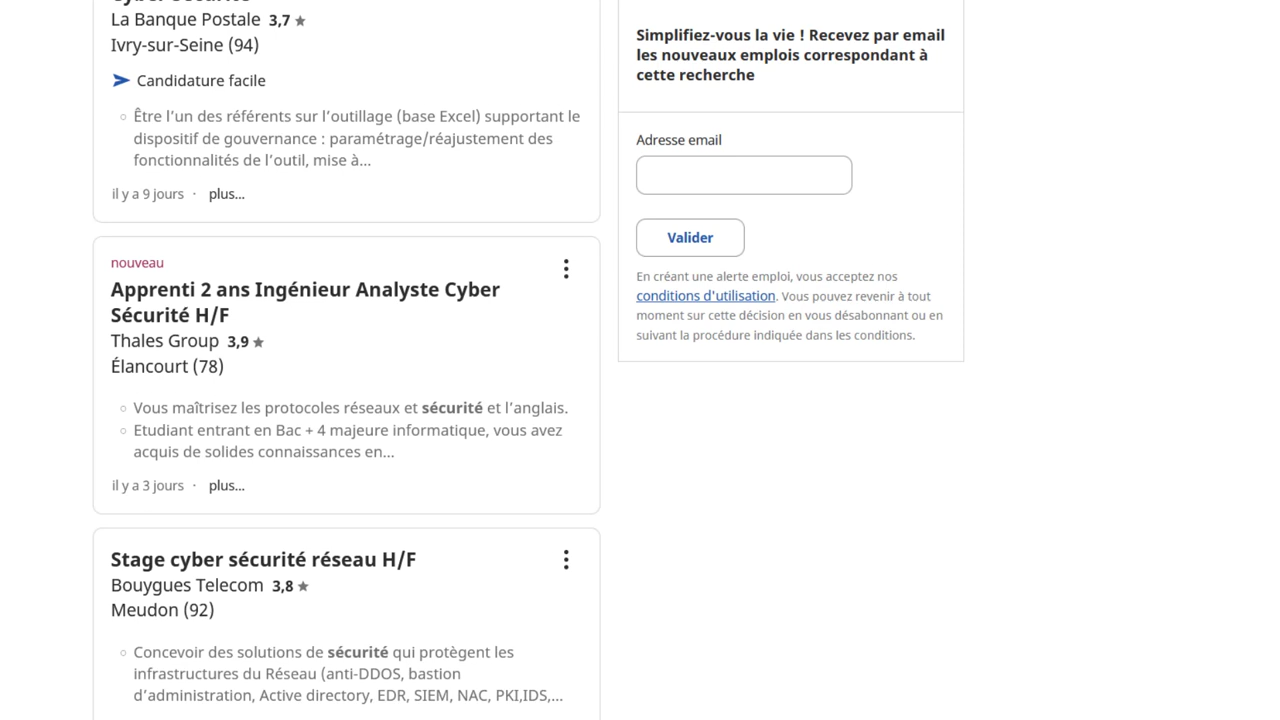 La Banque Postale 3,7 ★
Ivry-sur-Seine (94)
Candidature facile
Être l’un des référents sur l’outillage (base Excel) supportant le
dispositif de gouvernance : paramétrage/réajustement des
fonctionnalités de l’outil, mise à...
il y a 9 jours · plus...
nouveau
Apprenti 2 ans Ingénieur Analyste Cyber
Sécurité H/F
Thales Group 3,9 ★
Élancourt (78)
Vous maîtrisez les protocoles réseaux et sécurité et l’anglais.
Etudiant entrant en Bac + 4 majeure informatique, vous avez
acquis de solides connaissances en...
il y a 3 jours · plus...
Stage cyber sécurité réseau H/F
Bouygues Telecom 3,8 ★
Meudon (92)
Concevoir des solutions de sécurité qui protègent les
infrastructures du Réseau (anti-DDOS, bastion
d’administration, Active directory, EDR, SIEM, NAC, PKI,IDS,...
Simplifiez-vous la vie ! Recevez par email
les nouveaux emplois correspondant à
cette recherche
Adresse email
Valider
En créant une alerte emploi, vous acceptez nos
conditions d'utilisation. Vous pouvez revenir à tout
moment sur cette décision en vous désabonnant ou en
suivant la procédure indiquée dans les conditions.